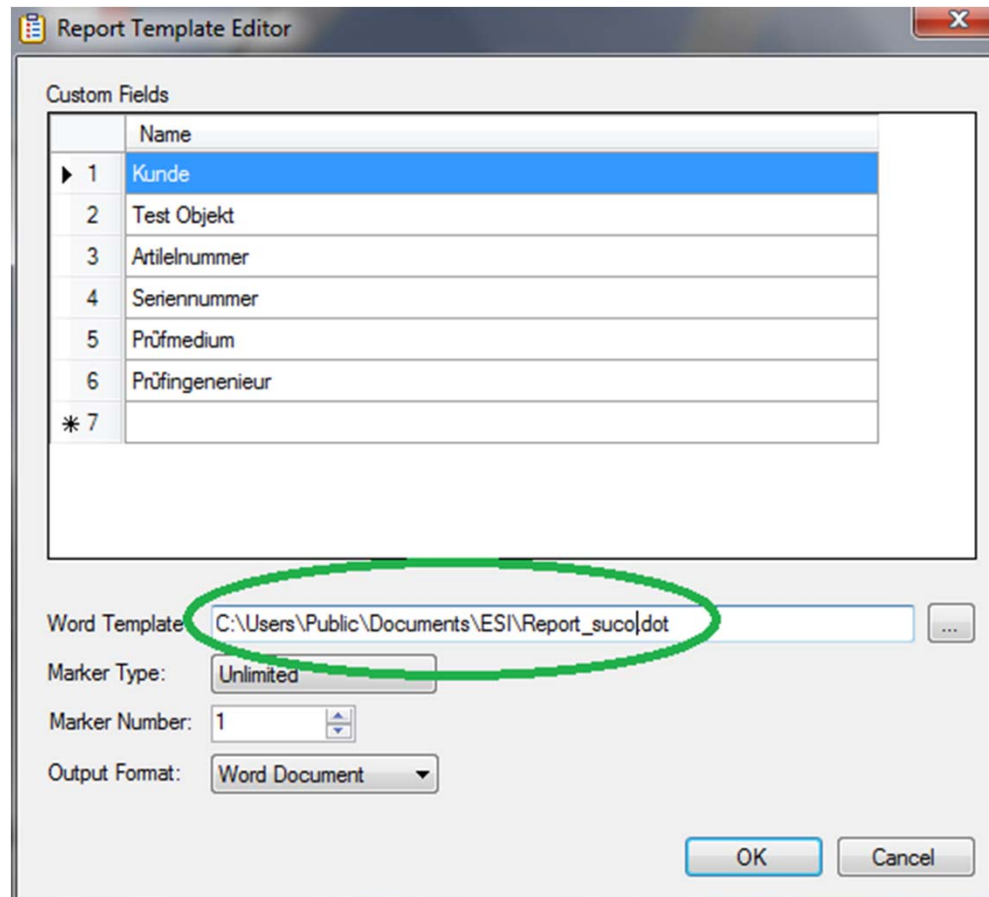 Report Template Editor
Custom Fields
Name
1 Kunde
2 Test Objekt
3 Artilelnummer
4 Seriennummer
5 Prüfmedium
6 Prüfingenenieur
* 7
Word Template C:\Users\Public\Documents\ESI\Report_suco.dot ...
Marker Type: Unlimited
Marker Number: 1
Output Format: Word Document
OK Cancel